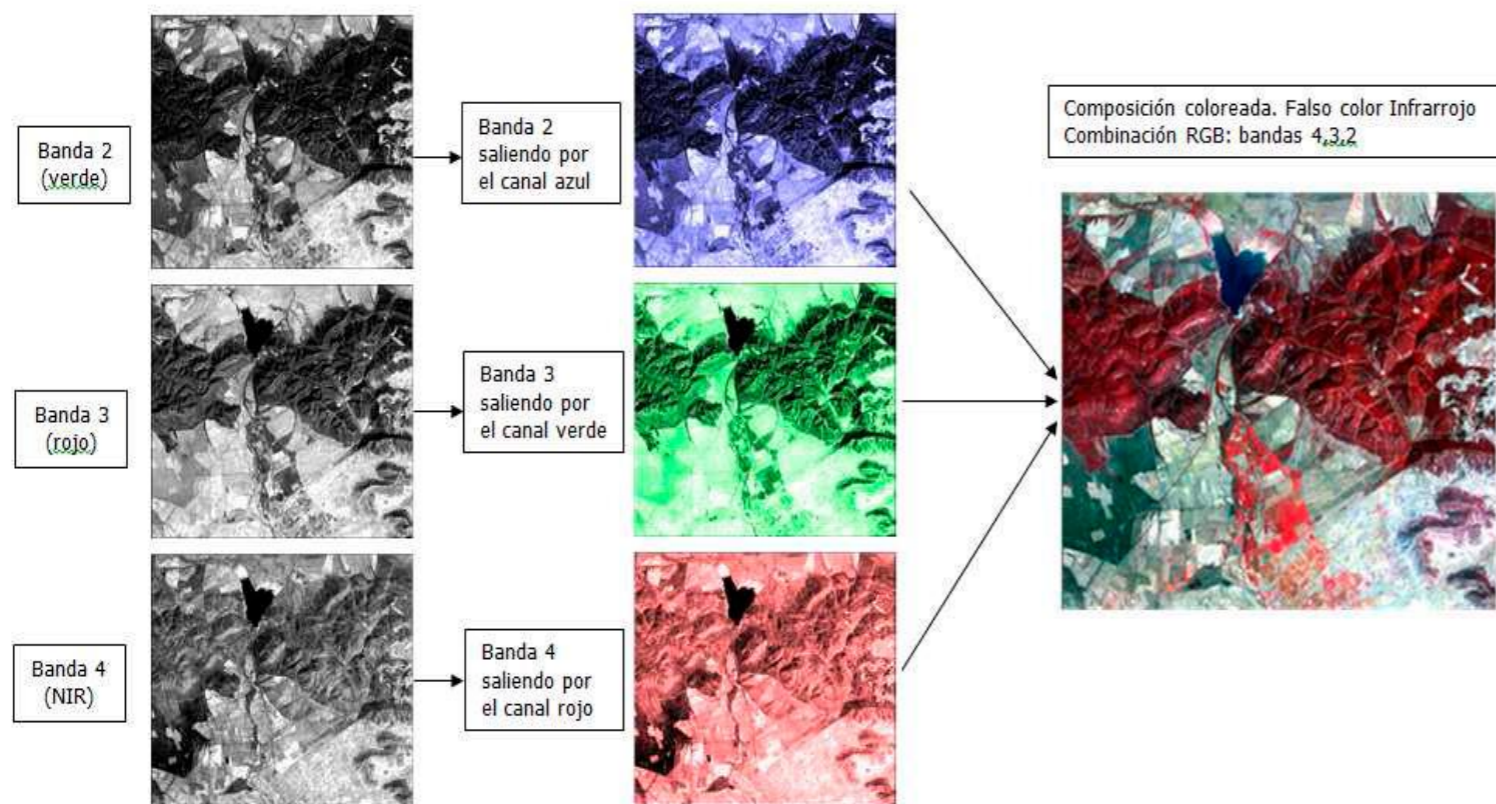 Banda 2
(verde)
Banda 2
saliendo por
el canal azul
Composición coreada. Falso color Infrarrojo
Combinación RGB: bandas 4,3,2
Banda 3
(rojo)
Banda 3
saliendo por
el canal verde
Banda 4
(NIR)
Banda 4
saliendo por
el canal rojo